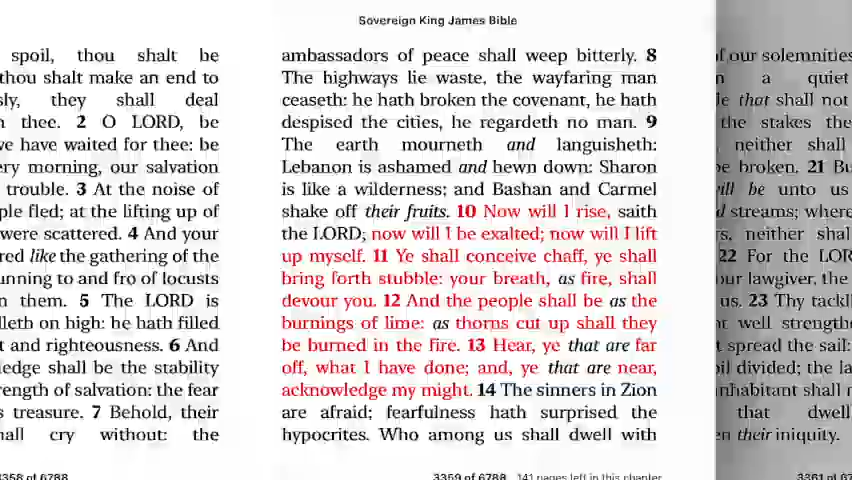 Sovereign King James Bible
spoil, thou shalt be
thou shalt make an end to
they shall deal
thee. 2 O LORD, be
have waited for thee: be
morning, our salvation
trouble. 3 At the noise of
fled; at the lifting up of
were scattered. 4 And your
like the gathering of the
to and fro of locusts
them. 5 The LORD is
on high: he hath filled
and righteousness. 6 And
shall be the stability
of salvation: the fear
treasure. 7 Behold, their
cry without: the
3358 of 6788
ambassadors of peace shall weep bitterly. 8
The highways lie waste, the wayfaring man
ceaseth: he hath broken the covenant, he hath
despised the cities, he regardeth no man. 9
The earth mourneth and languisheth:
Lebanon is ashamed and hewn down: Sharon
is like a wilderness; and Bashan and Carmel
shake off their fruits. 10 Now will I rise, saith
the LORD; now will I be exalted; now will I lift
up myself. 11 Ye shall conceive chaff, ye shall
bring forth stubble: your breath, as fire, shall
devour you. 12 And the people shall be as the
burnings of lime: as thorns cut up shall they
be burned in the fire. 13 Hear, ye that are far
off, what I have done; and, ye that are near,
acknowledge my might. 14 The sinners in Zion
are afraid; fearfulness hath surprised the
hypocrites. Who among us shall dwell with
3359 of 6788 141 pages left in this chapter
of our solemnities
a quiet
that shall not
the stakes the
neither shall
be broken. 21
be unto us
streams;
neither
22 For the
lawgiver, the
us. 23 Thy
well
spread the sail:
divided; the
inhabitant shall
that
their iniquity.
3361 of